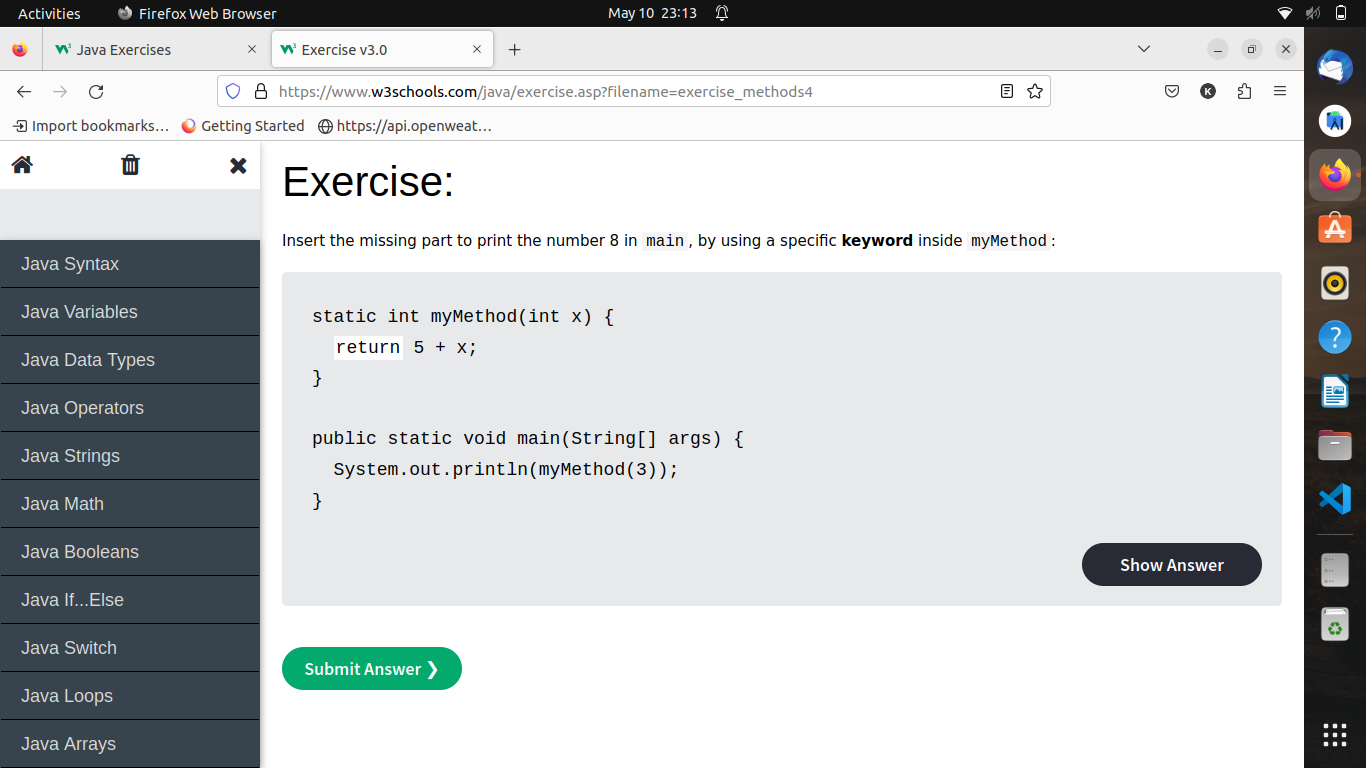 Activities
Firefox Web Browser
May 10 23:13
Java Exercises
Exercise v3.0
https://www.w3schools.com/java/exercise.asp?filename=exercise_methods4
K
Import bookmarks…
Getting Started
https://api.openweat…
Exercise:
Insert the missing part to print the number 8 in main, by using a specific keyword inside myMethod:
static int myMethod(int x) {
return 5 + x;
}
public static void main(String[] args) {
System.out.println(myMethod(3));
}
Show Answer
Submit Answer ❯
Java Syntax
Java Variables
Java Data Types
Java Operators
Java Strings
Java Math
Java Booleans
Java If...Else
Java Switch
Java Loops
Java Arrays